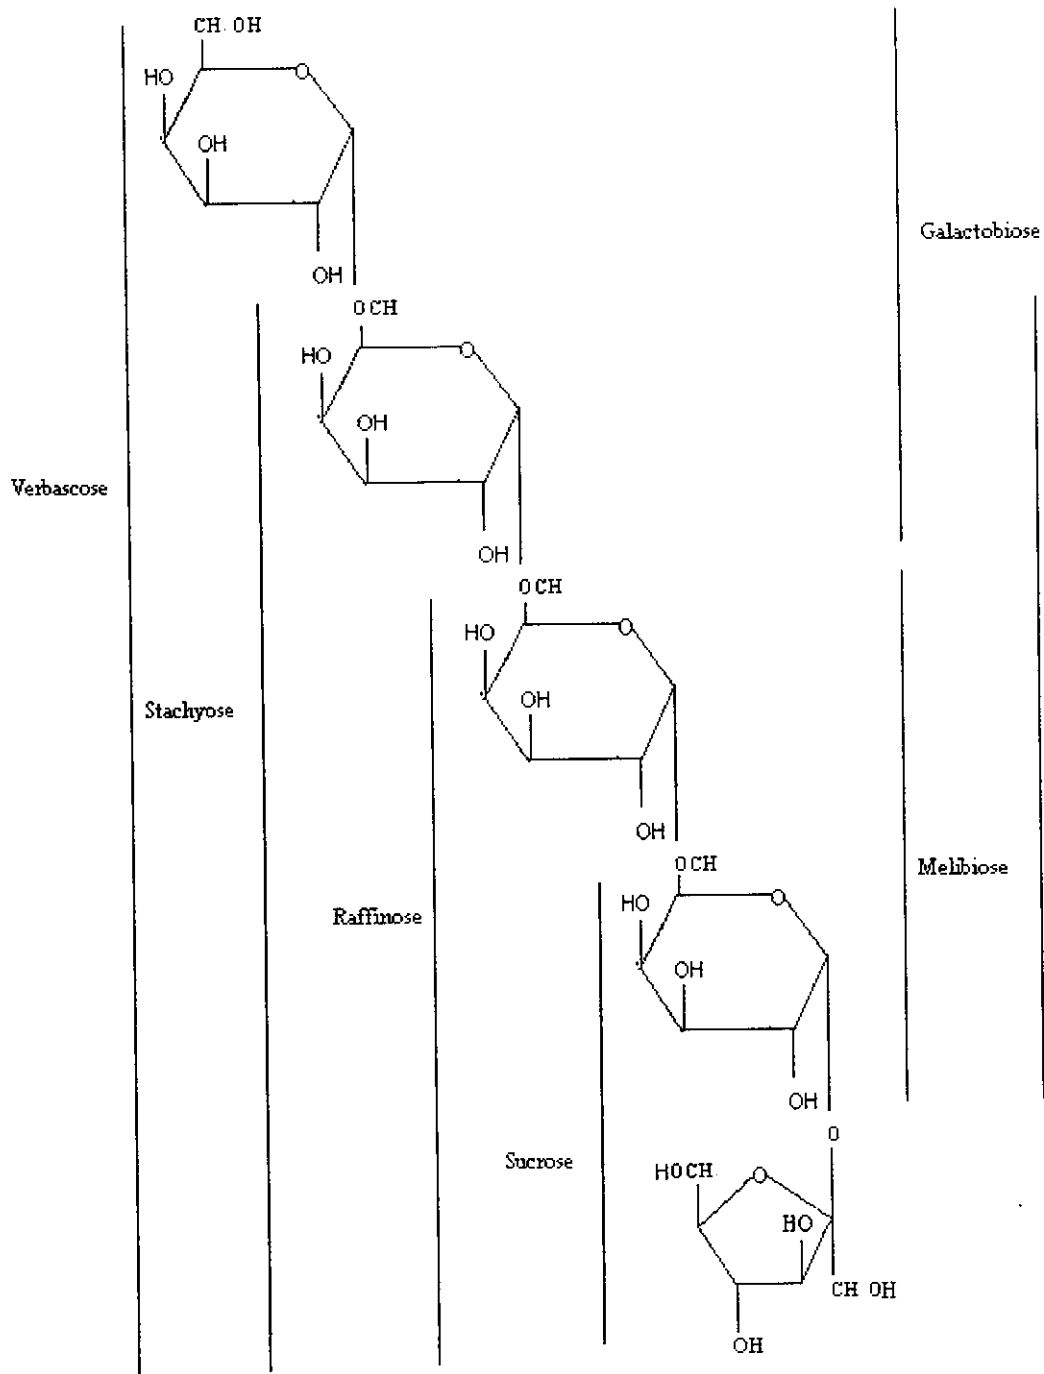 CH OH
HO
O
OH
OH
Galactobiose
OCH
HO
O
OH
Verbascose
OH
OCH
HO
O
OH
Stachyose
OH
OCH
Melibiose
HO
O
Raffinose
OH
OH
O
Sucrose
HOCH
O
HO
CH OH
OH